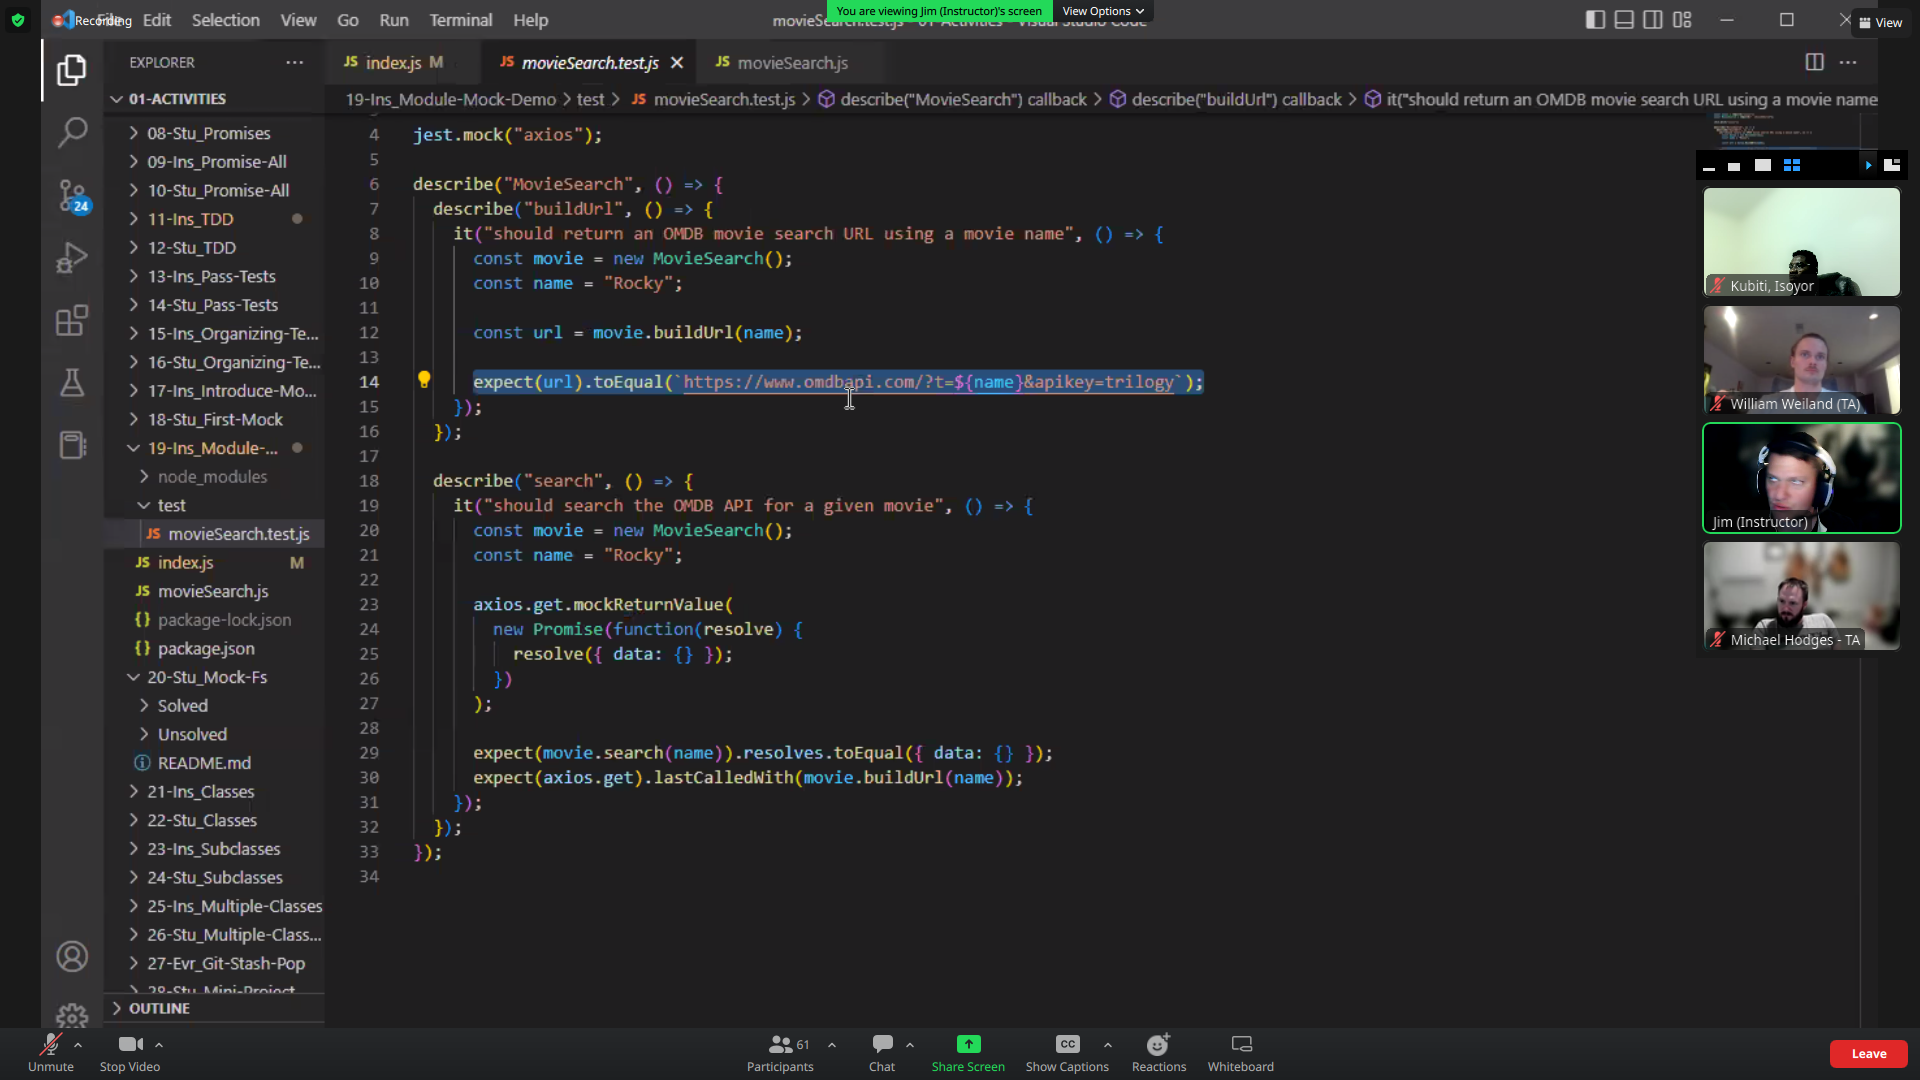 Recording
File Edit Selection View Go Run Terminal Help
You are viewing Jim (Instructor)'s screen
View Options
View
EXPLORER
JS index.js M
JS movieSearch.test.js
JS movieSearch.js
01-ACTIVITIES
19-Ins_Module-Mock-Demo > test > JS movieSearch.test.js > describe("MovieSearch") callback > describe("buildUrl") callback > it("should return an OMDB movie search URL using a movie name
08-Stu_Promises
09-Ins_Promise-All
10-Stu_Promise-All
11-Ins_TDD
12-Stu_TDD
13-Ins_Pass-Tests
14-Stu_Pass-Tests
15-Ins_Organizing-Te...
16-Stu_Organizing-Te...
17-Ins_Introduce-Mo...
18-Stu_First-Mock
19-Ins_Module-...
node_modules
test
JS movieSearch.test.js
JS index.js M
JS movieSearch.js
{} package-lock.json
{} package.json
20-Stu_Mock-Fs
Solved
Unsolved
README.md
21-Ins_Classes
22-Stu_Classes
23-Ins_Subclasses
24-Stu_Subclasses
25-Ins_Multiple-Classes
26-Stu_Multiple-Class...
27-Evr_Git-Stash-Pop
28-Stu_Mini-Project
OUTLINE
24
4 jest.mock("axios");
5
6 describe("MovieSearch", () => {
7 describe("buildUrl", () => {
8 it("should return an OMDB movie search URL using a movie name", () => {
9 const movie = new MovieSearch();
10 const name = "Rocky";
11
12 const url = movie.buildUrl(name);
13
14 expect(url).toEqual(`https://www.omdbapi.com/?t=${name}&apikey=trilogy`);
15 });
16 });
17
18 describe("search", () => {
19 it("should search the OMDB API for a given movie", () => {
20 const movie = new MovieSearch();
21 const name = "Rocky";
22
23 axios.get.mockReturnValue(
24 new Promise(function(resolve) {
25 resolve({ data: {} });
26 })
27 );
28
29 expect(movie.search(name)).resolves.toEqual({ data: {} });
30 expect(axios.get).lastCalledWith(movie.buildUrl(name));
31 });
32 });
33 });
34
Kubiti, Isoyor
William Weiland (TA)
Jim (Instructor)
Michael Hodges - TA
Unmute
Stop Video
61
Participants
Chat
Share Screen
CC
Show Captions
Reactions
Whiteboard
Leave